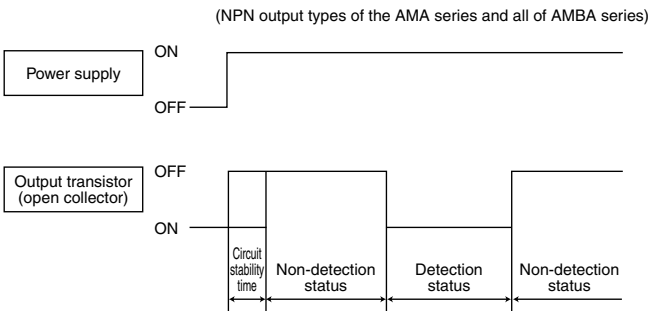 (NPN output types of the AMA series and all of AMBA series)
ON
Power supply
OFF
OFF
Output transistor
(open collector)
ON
Circuit
stability
time
Non-detection
status
Detection
status
Non-detection
status